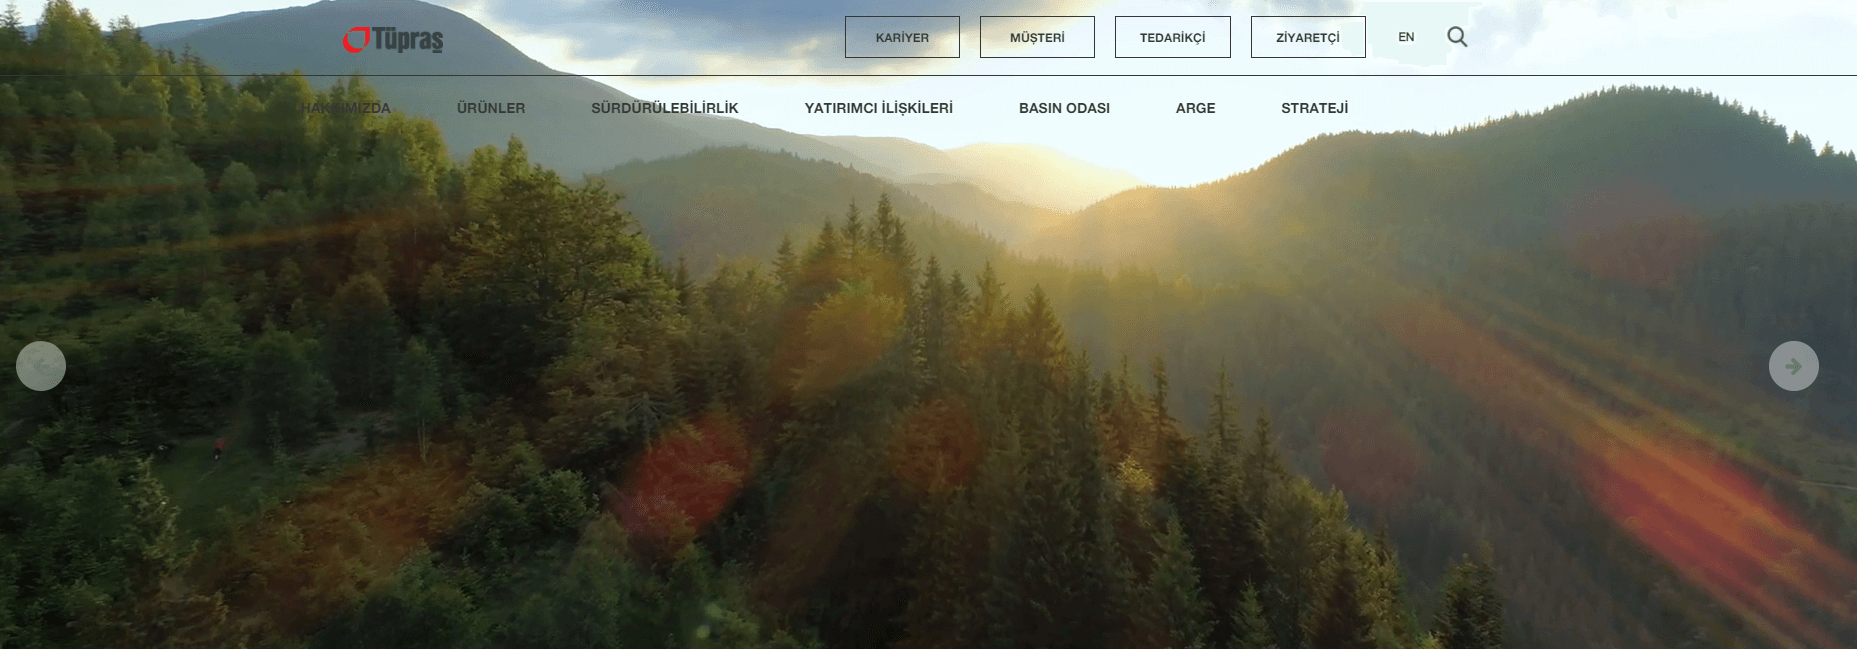 Tüpraş
KARİYER
MÜŞTERİ
TEDARİKÇİ
ZİYARETÇİ
EN
HAKKIMIZDA
ÜRÜNLER
SÜRDÜRÜLEBİLİRLİK
YATIRIMCI İLİŞKİLERİ
BASIN ODASI
ARGE
STRATEJİ